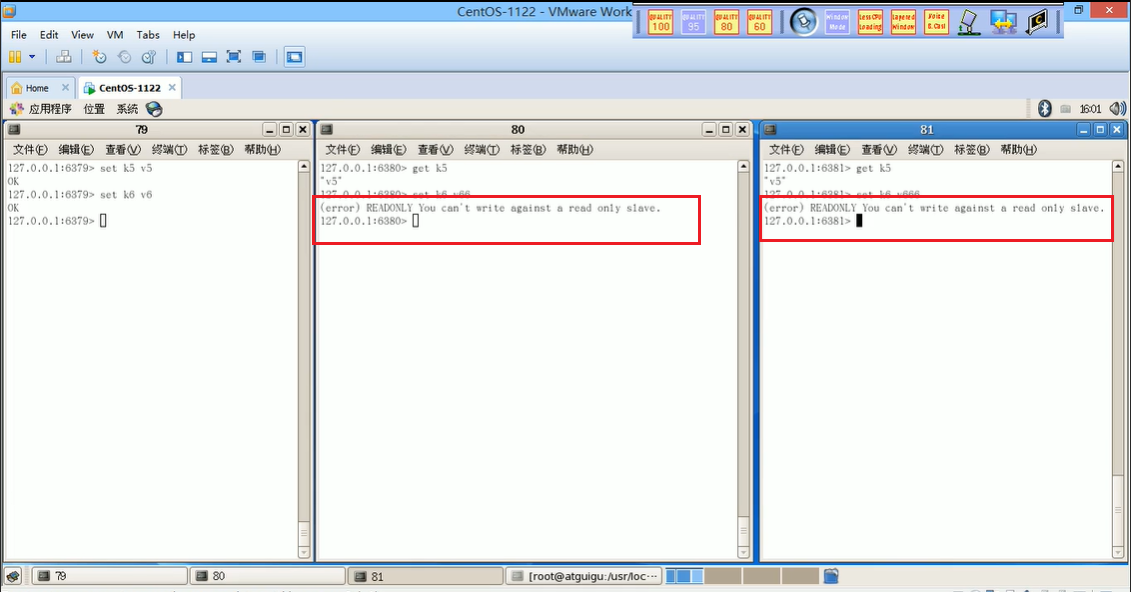 CentOS-1122 - VMware Work
QUALITY 100
QUALITY 95
QUALITY 80
QUALITY 60
Window Mode
Less CPU Loading
Layered Window
File Edit View VM Tabs Help
Home
CentOS-1122
应用程序 位置 系统
16:01
79
文件(F) 编辑(E) 查看(V) 终端(T) 标签(B) 帮助(H)
127.0.0.1:6379> set k5 v5
OK
127.0.0.1:6379> set k6 v6
OK
127.0.0.1:6379>
80
文件(F) 编辑(E) 查看(V) 终端(T) 标签(B) 帮助(H)
127.0.0.1:6380> get k5
"v5"
127.0.0.1:6380> set k6 v66
(error) READONLY You can't write against a read only slave.
127.0.0.1:6380>
81
文件(F) 编辑(E) 查看(V) 终端(T) 标签(B) 帮助(H)
127.0.0.1:6381> get k5
"v5"
127.0.0.1:6381> set k6 v666
(error) READONLY You can't write against a read only slave.
127.0.0.1:6381>
79
80
81
[root@atguigu:/usr/loc···